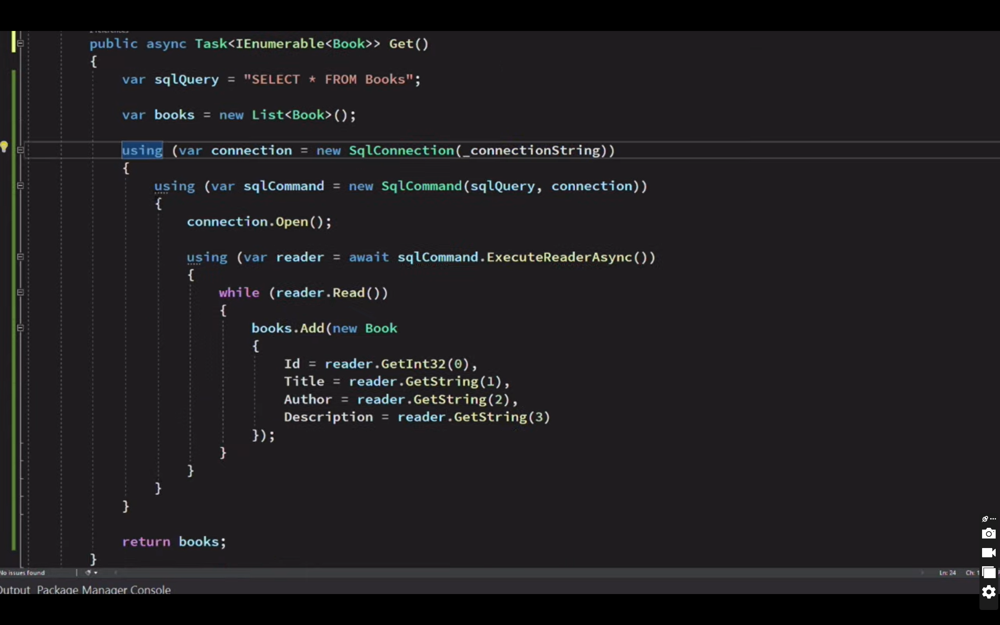 public async Task<IEnumerable<Book>> Get()
{
var sqlQuery = "SELECT * FROM Books";
var books = new List<Book>();
using (var connection = new SqlConnection(_connectionString))
{
using (var sqlCommand = new SqlCommand(sqlQuery, connection))
{
connection.Open();
using (var reader = await sqlCommand.ExecuteReaderAsync())
{
while (reader.Read())
{
books.Add(new Book
{
Id = reader.GetInt32(0),
Title = reader.GetString(1),
Author = reader.GetString(2),
Description = reader.GetString(3)
});
}
}
}
}
return books;
}
No issues found Ln: 24 Ch:
Output Package Manager Console